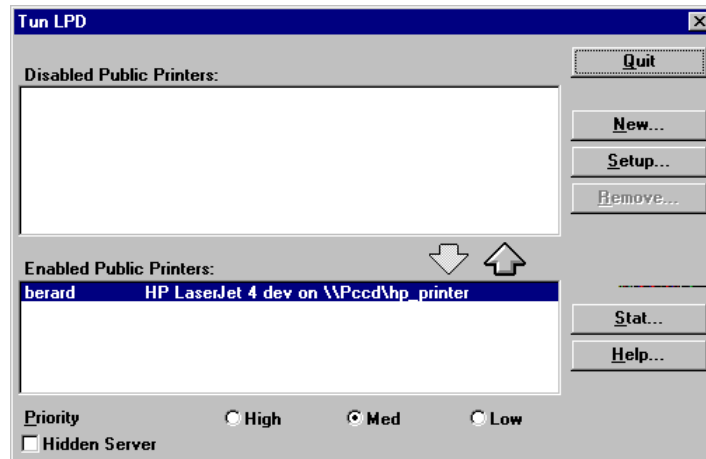 Tun LPD
Quit
Disabled Public Printers:
New...
Setup...
Remove...
Enabled Public Printers:
berard HP LaserJet 4 dev on \\Pccd\hp_printer
Stat...
Help...
Priority High Med Low
Hidden Server